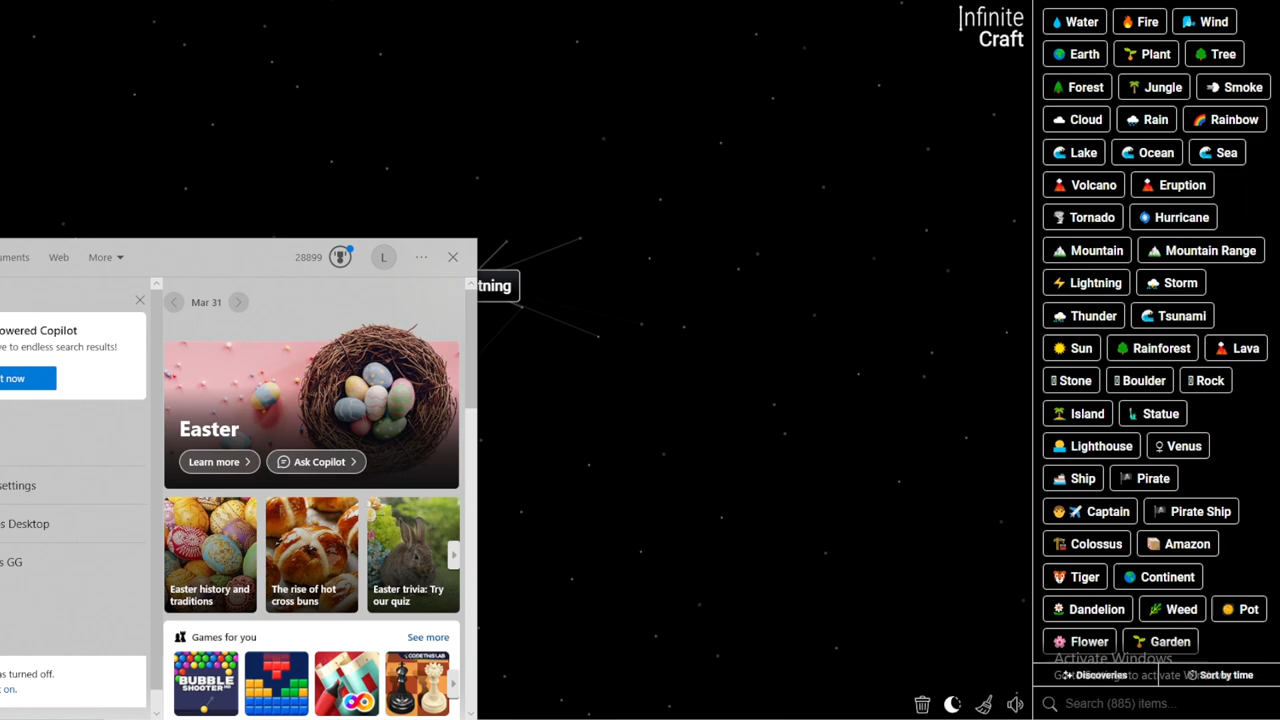 Infinite
Craft
Water
Fire
Wind
Earth
Plant
Tree
Forest
Jungle
Smoke
Cloud
Rain
Rainbow
Lake
Ocean
Sea
Volcano
Eruption
Tornado
Hurricane
Mountain
Mountain Range
Lightning
Storm
Thunder
Tsunami
Sun
Rainforest
Lava
Stone
Boulder
Rock
Island
Statue
Lighthouse
Venus
Ship
Pirate
Captain
Pirate Ship
Colossus
Amazon
Tiger
Continent
Dandelion
Weed
Pot
Flower
Garden
Activate Windows
Discoveries
Sort by time
Search (885) items...
tning
uments
Web
More
28899
L
Mar 31
owered Copilot
ve to endless search results!
t now
Easter
Learn more
Ask Copilot
settings
s Desktop
s GG
Easter history and
traditions
The rise of hot
cross buns
Easter trivia: Try
our quiz
Games for you
See more
as turned off.
on.
BUBBLE
SHOOTER
CODETHISLAB